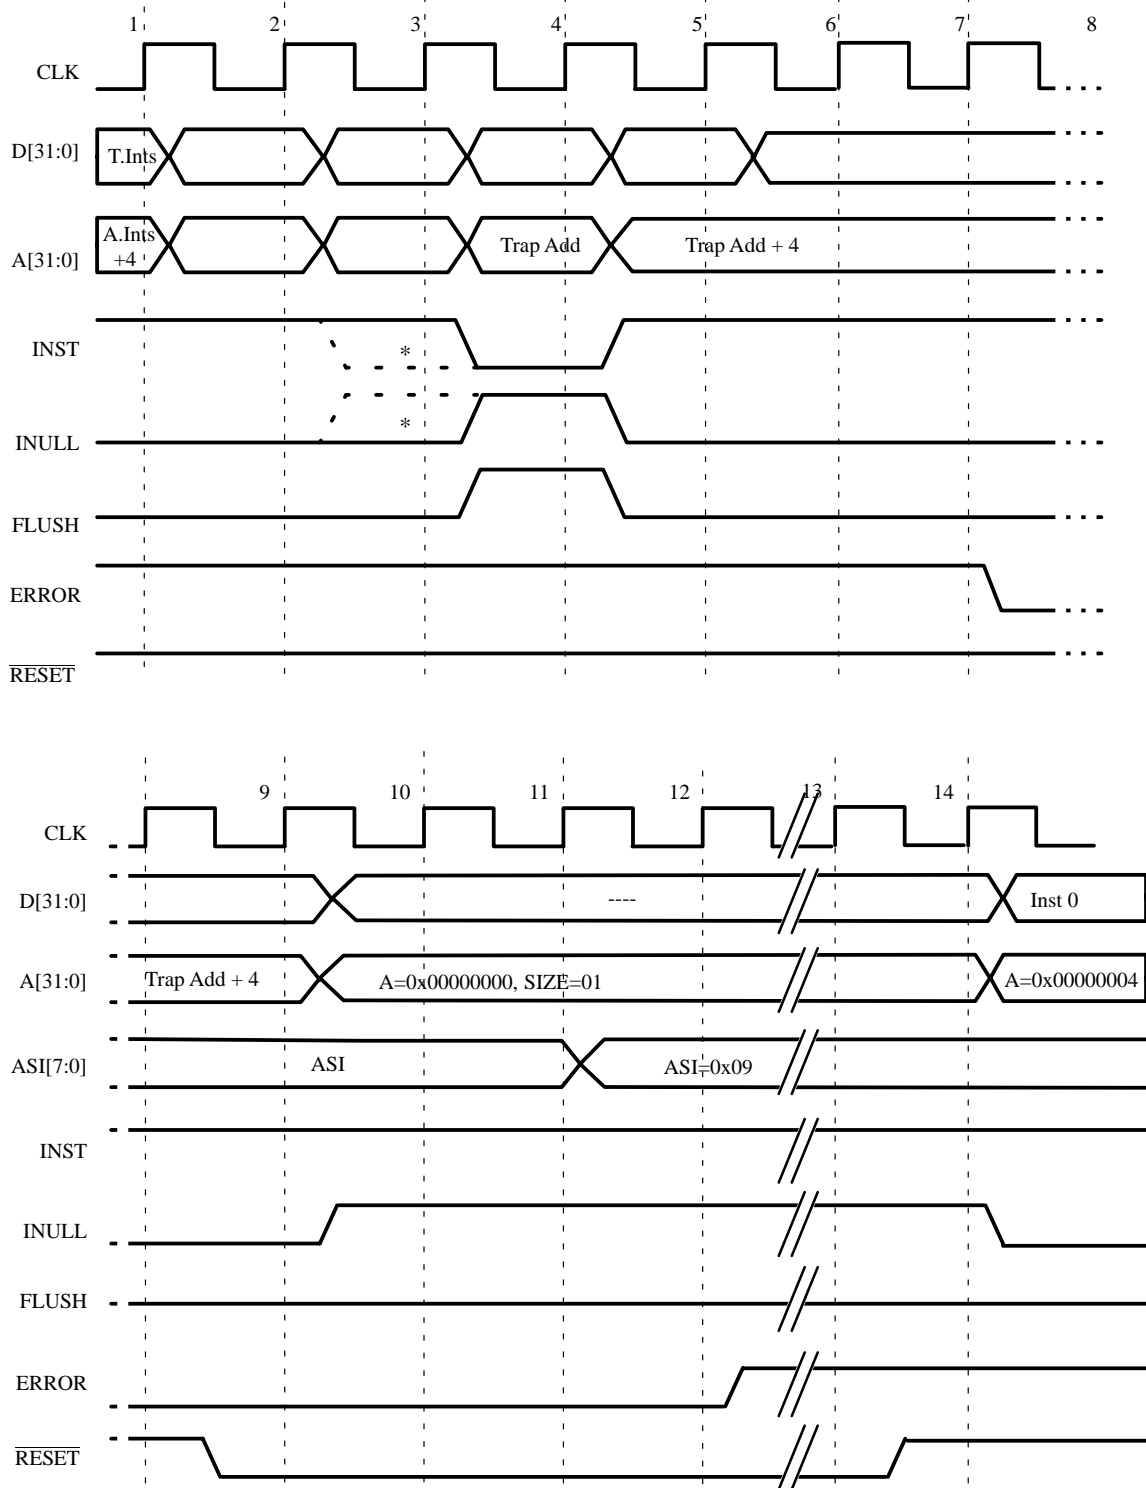 1 2 3 4 5 6 7 8
CLK
D[31:0] T.Ints
A[31:0] A.Ints +4 Trap Add Trap Add + 4
INST *
INULL *
FLUSH
ERROR
RESET
9 10 11 12 13 14
CLK
D[31:0] ---- Inst 0
A[31:0] Trap Add + 4 A=0x00000000, SIZE=01 A=0x00000004
ASI[7:0] ASI ASI=0x09
INST
INULL
FLUSH
ERROR
RESET